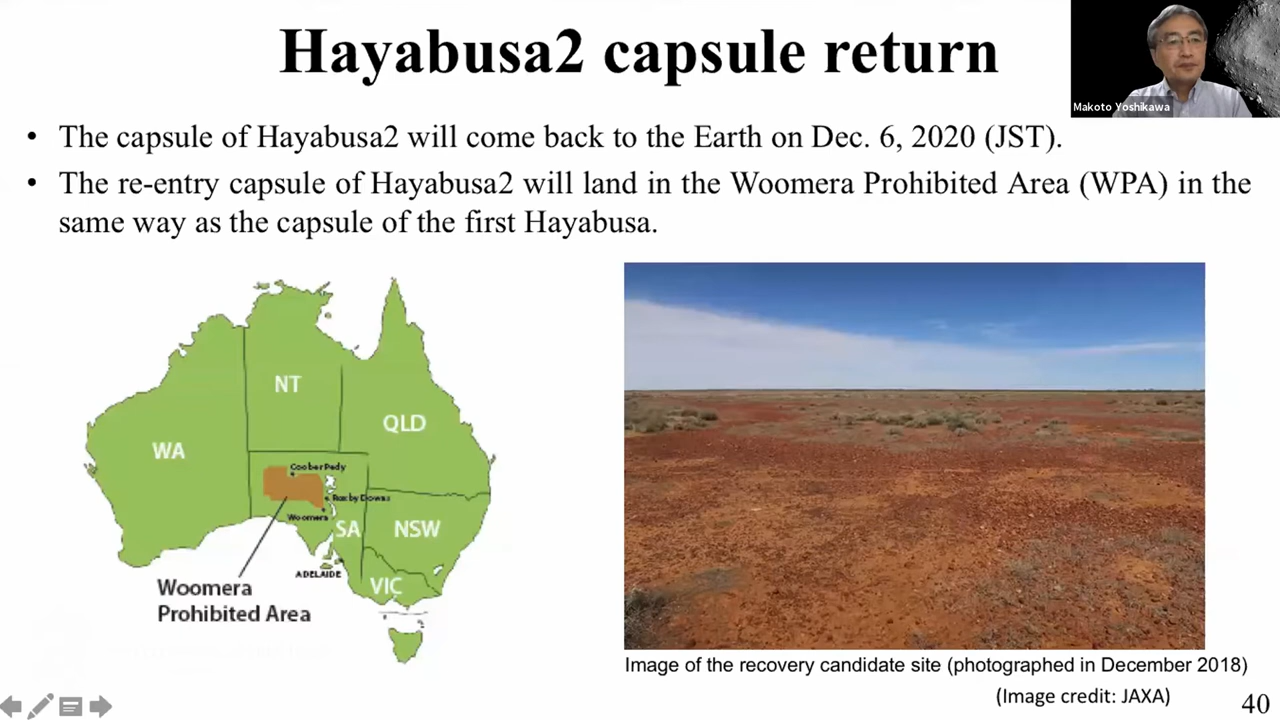 Hayabusa2 capsule return
Makoto Yoshikawa
• The capsule of Hayabusa2 will come back to the Earth on Dec. 6, 2020 (JST).
• The re-entry capsule of Hayabusa2 will land in the Woomera Prohibited Area (WPA) in the
same way as the capsule of the first Hayabusa.
NT
QLD
WA
Coober Pedy
Roxby Downs
Woomera
SA
NSW
ADELAIDE
VIC
Woomera
Prohibited Area
Image of the recovery candidate site (photographed in December 2018)
(Image credit: JAXA)
40